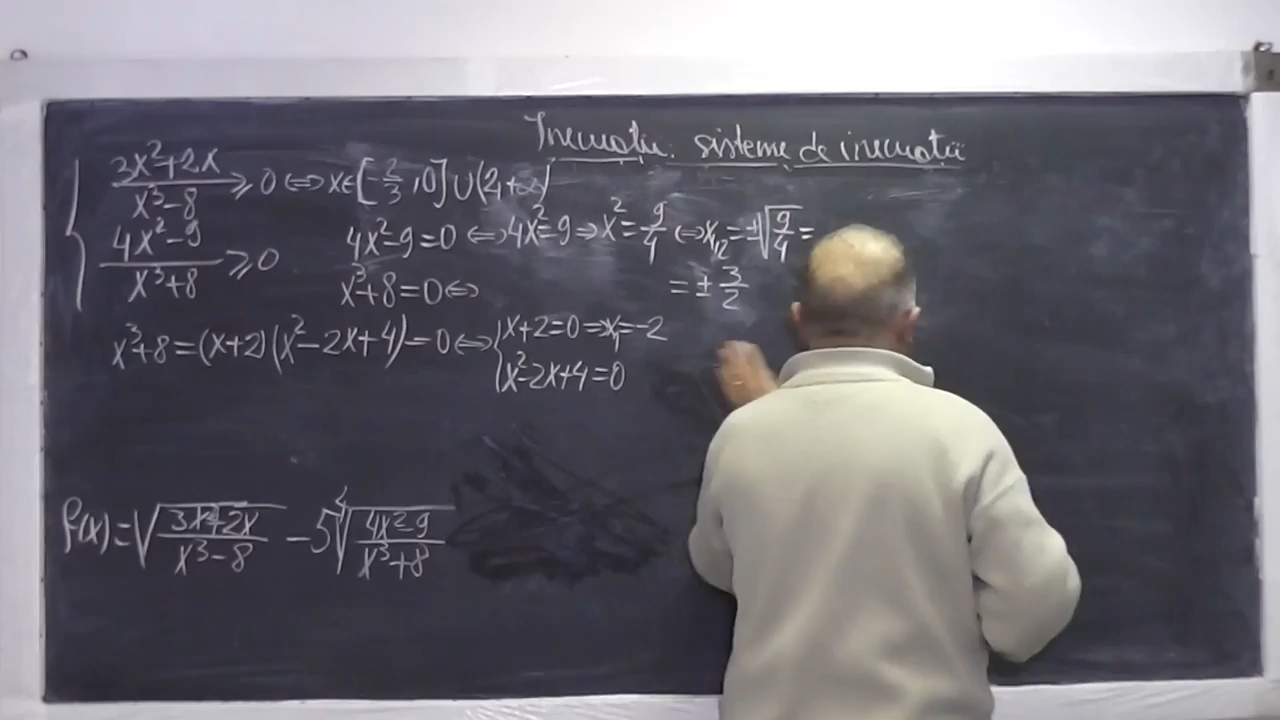 Inecuații. sisteme de inecuații
{ (3x²+2x)/(x³-8) ≥ 0 ⇔ x∈[-2/3, 0] ∪ (2, +∞)
(4x²-9)/(x³+8) ≥ 0
4x²-9=0 ⇔ 4x²=9 ⇒ x²=9/4 ⇔ x₁,₂=±√(9/4)=
=±3/2
x³+8=0 ⇔
x³+8=(x+2)(x²-2x+4)=0 ⇔ { x+2=0 ⇒ x₁=-2
x²-2x+4=0
f(x)=√((3x²+2x)/(x³-8)) - 5∜((4x²-9)/(x³+8))